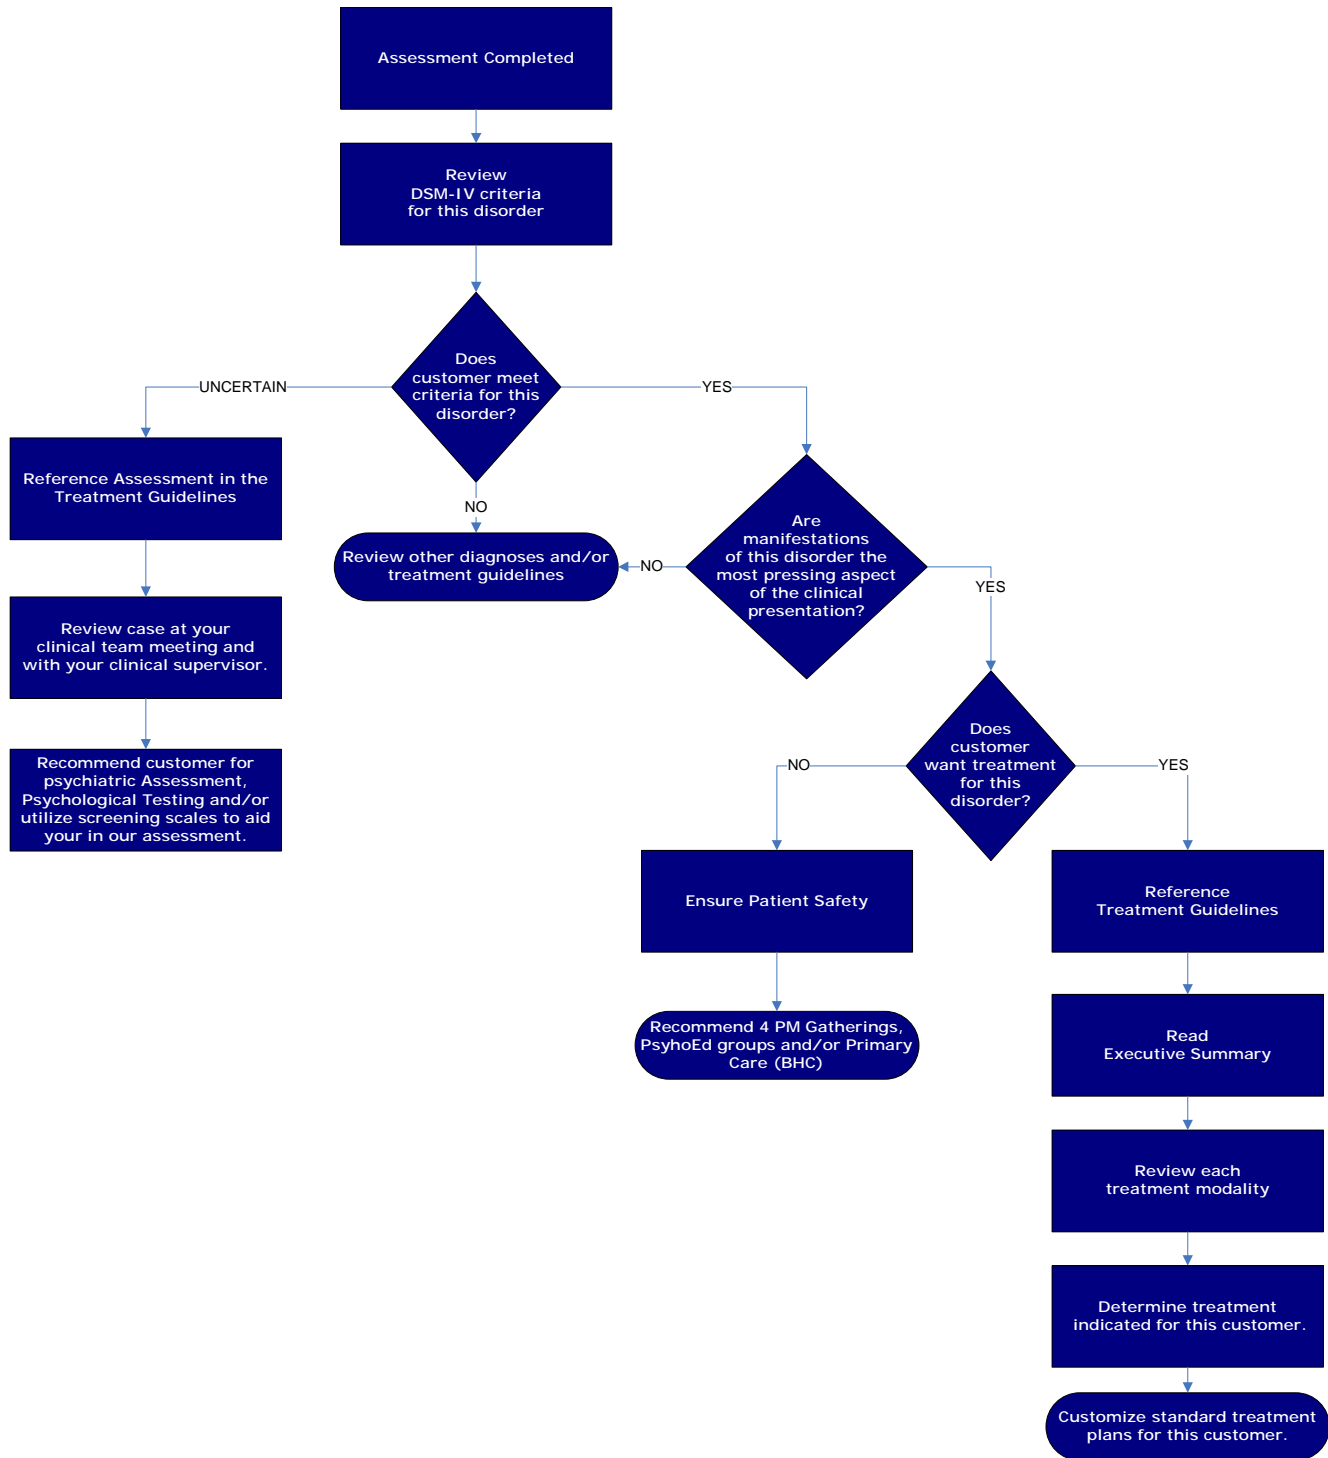 Assessment Completed
Review
DSM-IV criteria
for this disorder
Does
customer meet
criteria for this
disorder?
UNCERTAIN
YES
NO
Reference Assessment in the
Treatment Guidelines
Review case at your
clinical team meeting and
with your clinical supervisor.
Recommend customer for
psychiatric Assessment,
Psychological Testing and/or
utilize screening scales to aid
your in our assessment.
Review other diagnoses and/or
treatment guidelines
NO
Are
manifestations
of this disorder the
most pressing aspect
of the clinical
presentation?
YES
Does
customer
want treatment
for this
disorder?
NO
YES
Ensure Patient Safety
Recommend 4 PM Gatherings,
PsyhoEd groups and/or Primary
Care (BHC)
Reference
Treatment Guidelines
Read
Executive Summary
Review each
treatment modality
Determine treatment
indicated for this customer.
Customize standard treatment
plans for this customer.